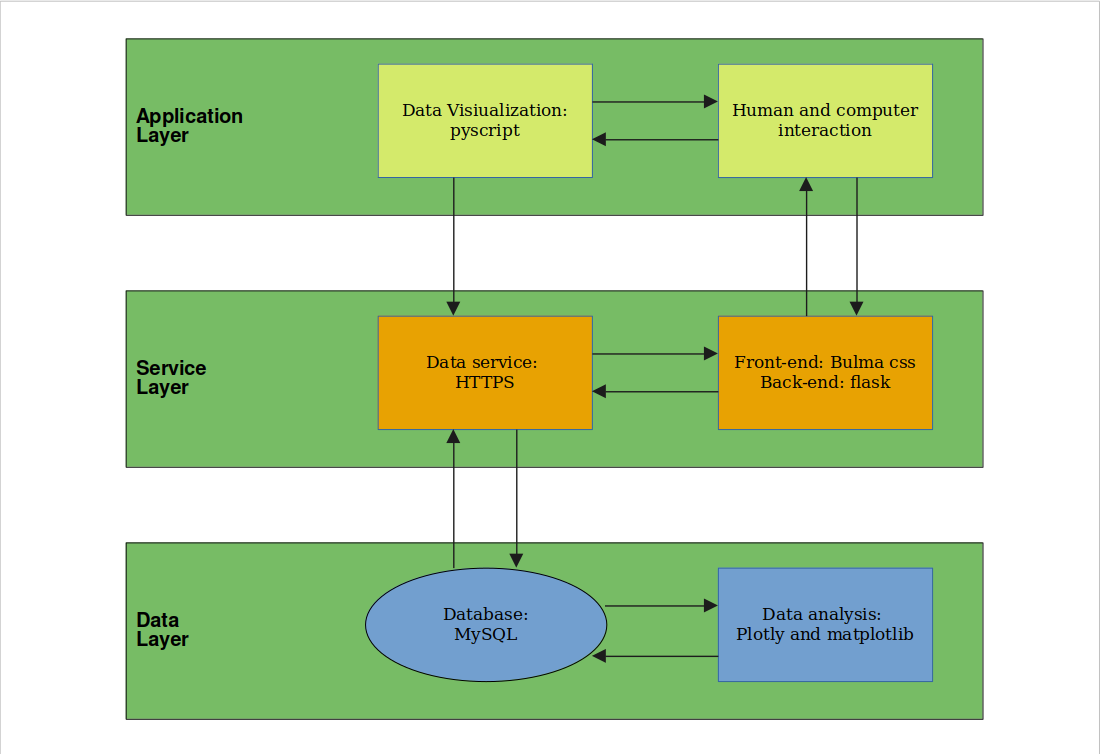 Application
Layer
Data Visiualization:
pyscript
Human and computer
interaction
Service
Layer
Data service:
HTTPS
Front-end: Bulma css
Back-end: flask
Data
Layer
Database:
MySQL
Data analysis:
Plotly and matplotlib